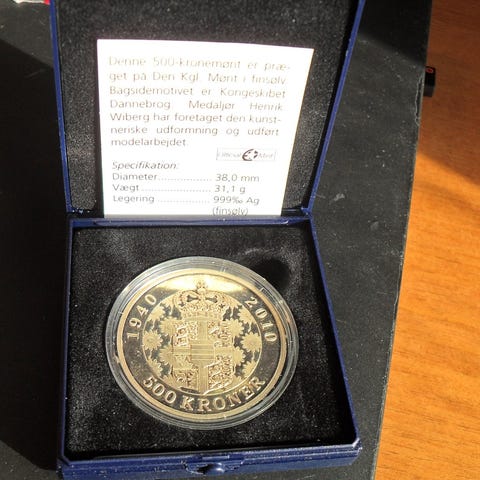 Denne 500-kronemønt er præ-
get på Den Kgl. Mønt i finsølv.
Bagsidemotivet er Kongeskibet
Dannebrog. Medaljør Henrik
Wiberg har foretaget den kunst-
neriske udformning og udført
modelarbejdet.
Official Mint
Specifikation:
Diameter................ 38,0 mm
Vægt..................... 31,1 g
Legering ............... 999‰ Ag
(finsølv)
1940 2010
500 KRONER